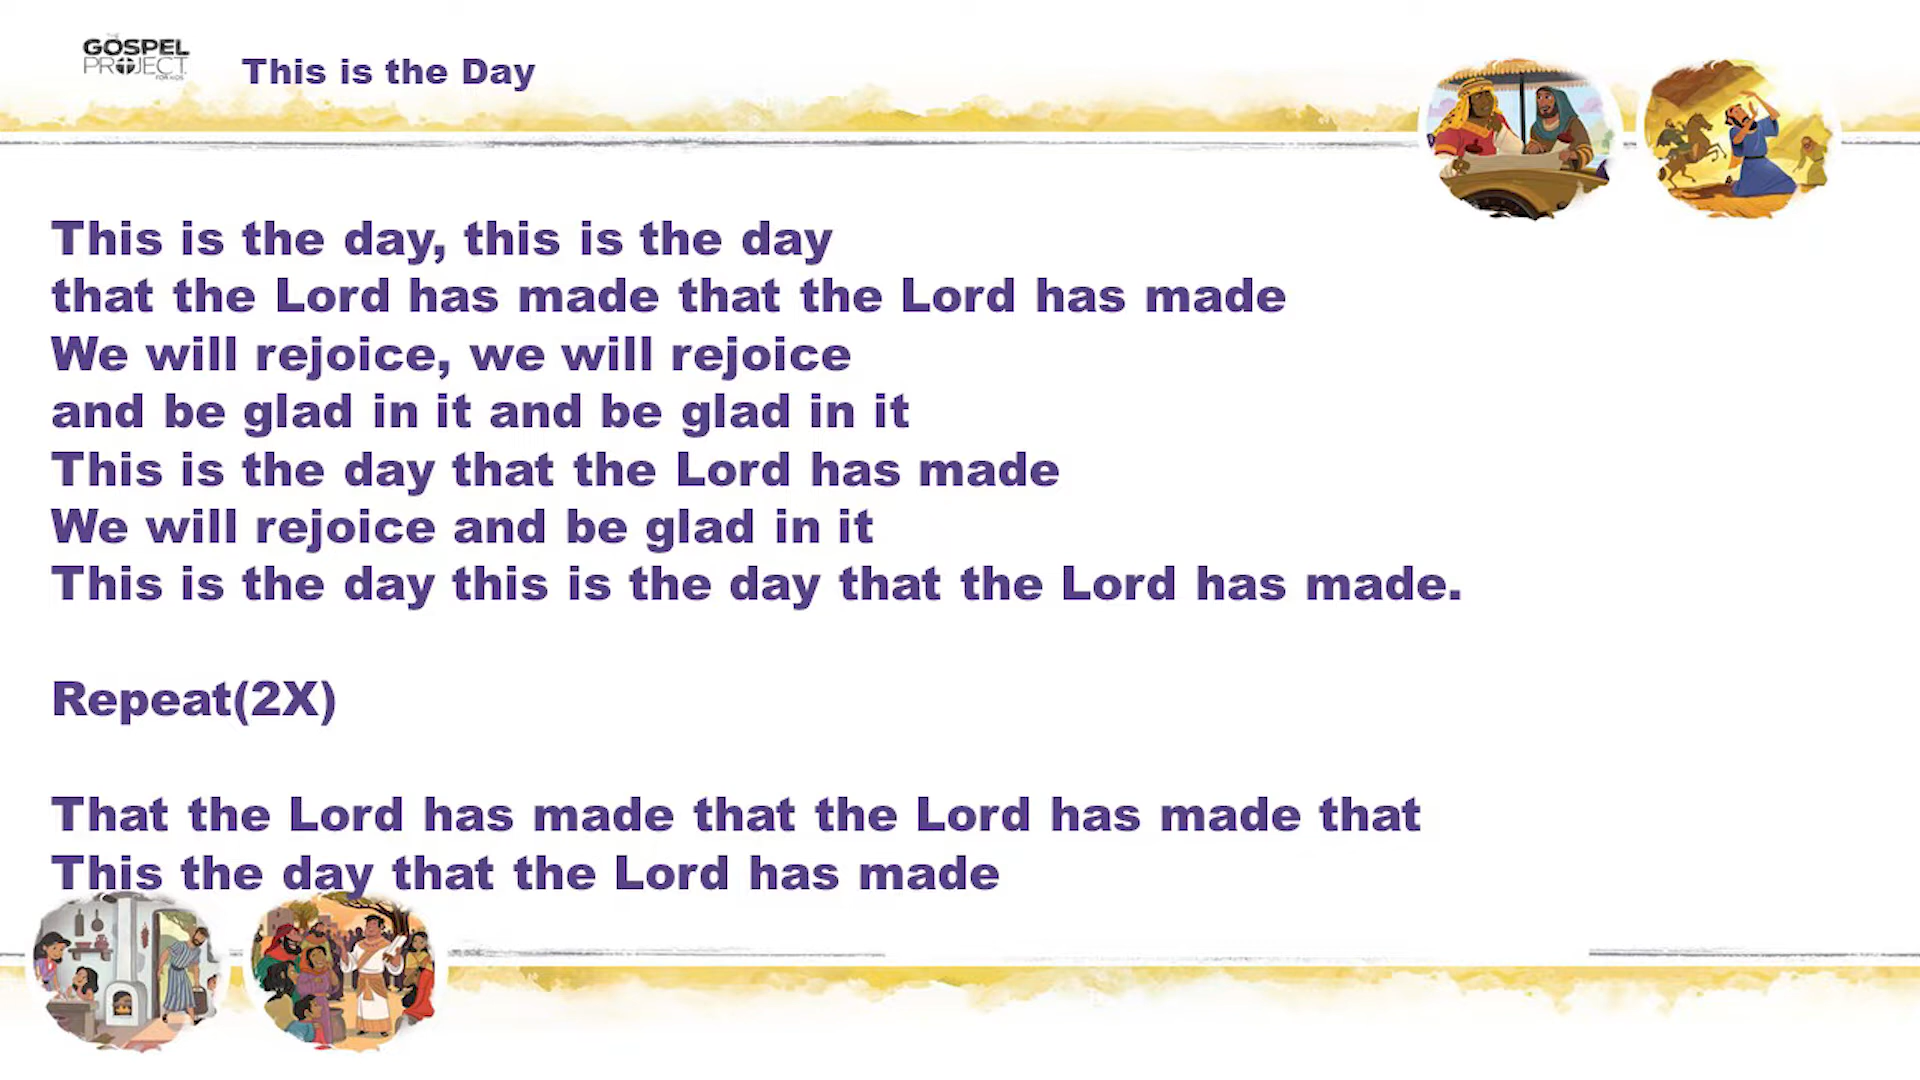 THE
GOSPEL
PROJECT
FOR KIDS
This is the Day
This is the day, this is the day
that the Lord has made that the Lord has made
We will rejoice, we will rejoice
and be glad in it and be glad in it
This is the day that the Lord has made
We will rejoice and be glad in it
This is the day this is the day that the Lord has made.
Repeat(2X)
That the Lord has made that the Lord has made that
This the day that the Lord has made